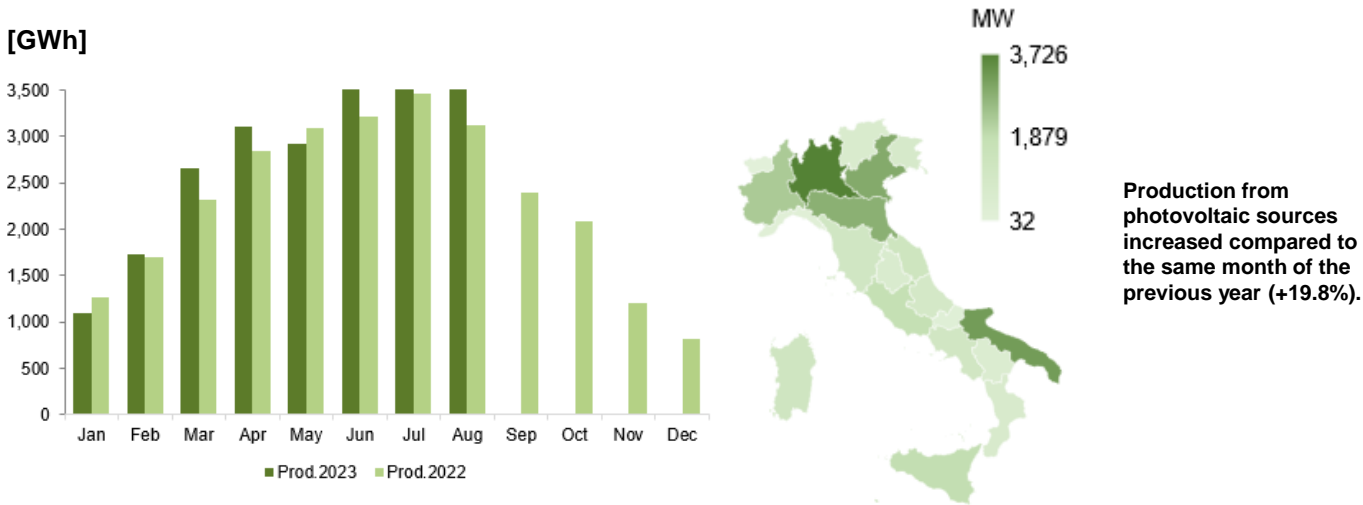 [GWh]
3,500
3,000
2,500
2,000
1,500
1,000
500
0
Jan Feb Mar Apr May Jun Jul Aug Sep Oct Nov Dec
Prod.2023 Prod.2022
MW
3,726
1,879
32
Production from
photovoltaic sources
increased compared to
the same month of the
previous year (+19.8%).